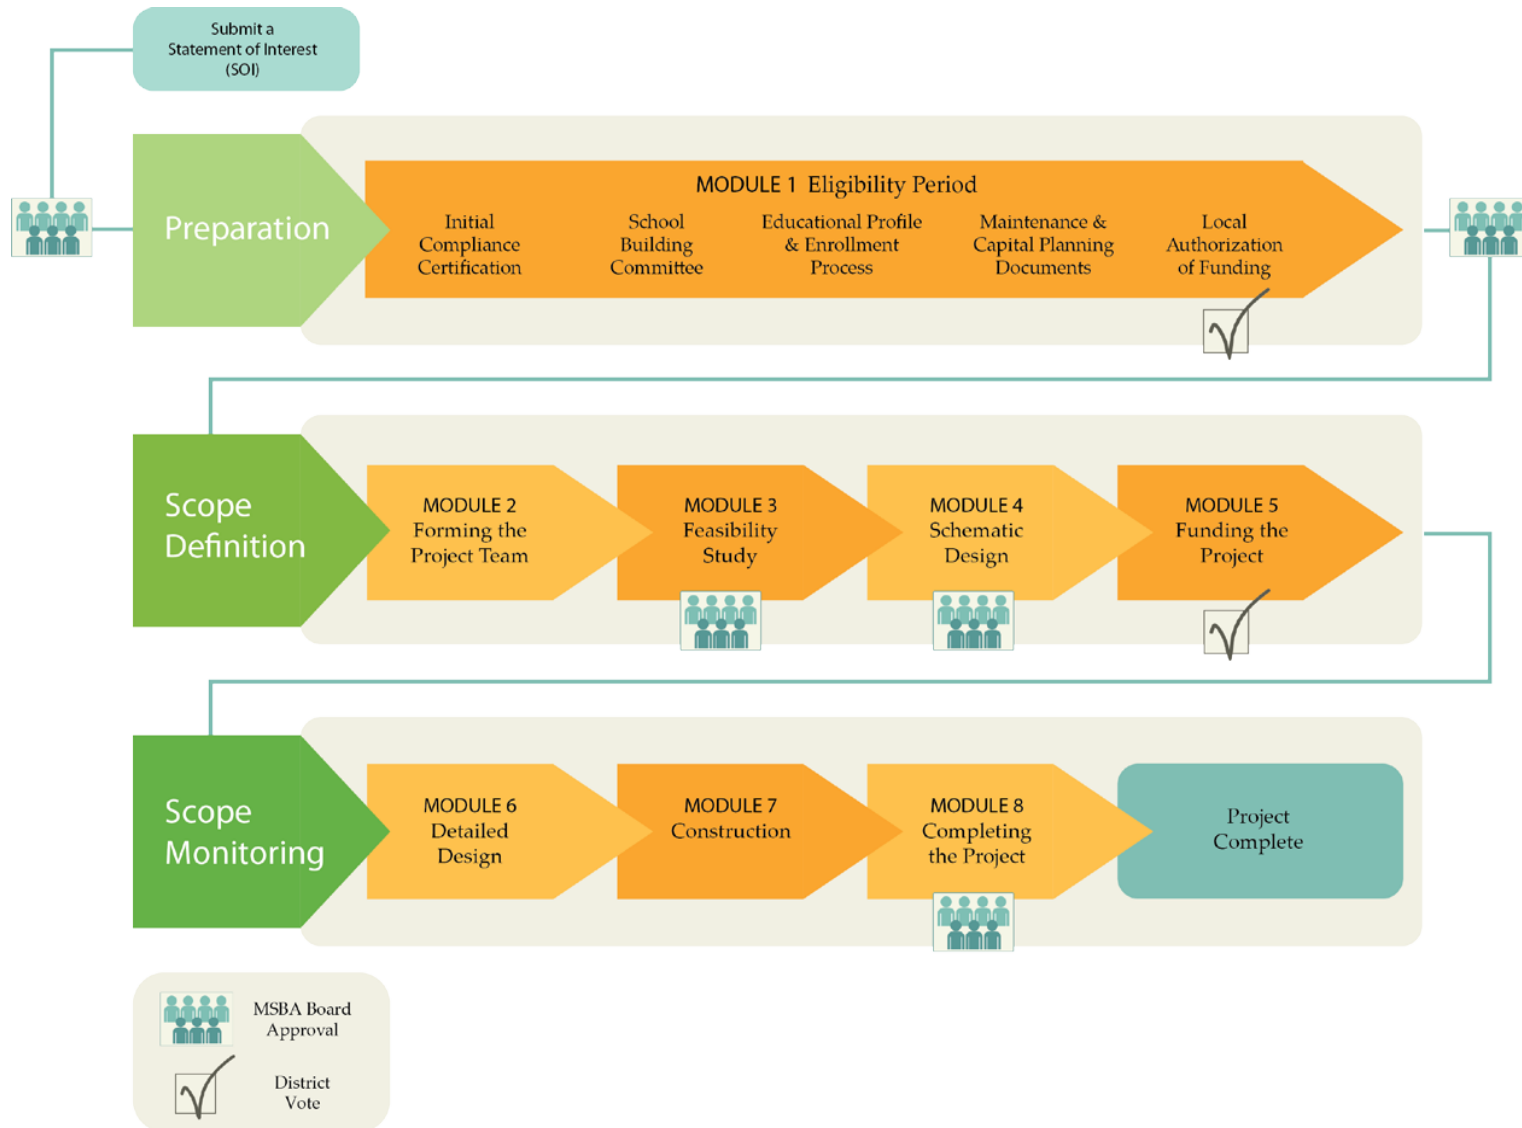 Submit a
Statement of Interest
(SOI)
Preparation
MODULE 1 Eligibility Period
Initial
Compliance
Certification
School
Building
Committee
Educational Profile
& Enrollment
Process
Maintenance &
Capital Planning
Documents
Local
Authorization
of Funding
Scope
Definition
MODULE 2
Forming the
Project Team
MODULE 3
Feasibility
Study
MODULE 4
Schematic
Design
MODULE 5
Funding the
Project
Scope
Monitoring
MODULE 6
Detailed
Design
MODULE 7
Construction
MODULE 8
Completing
the Project
Project
Complete
MSBA Board
Approval
District
Vote